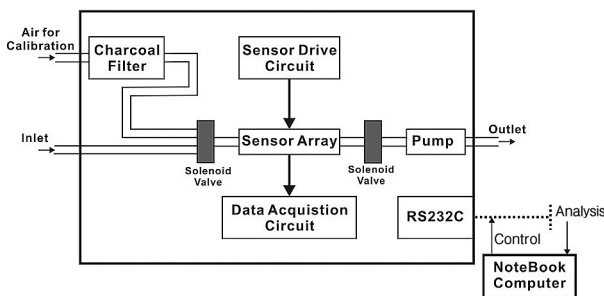 Air for
Calibration
Charcoal
Filter
Sensor Drive
Circuit
Inlet
Solenoid
Valve
Sensor Array
Solenoid
Valve
Pump
Outlet
Data Acquistion
Circuit
RS232C
Analysis
Control
NoteBook
Computer